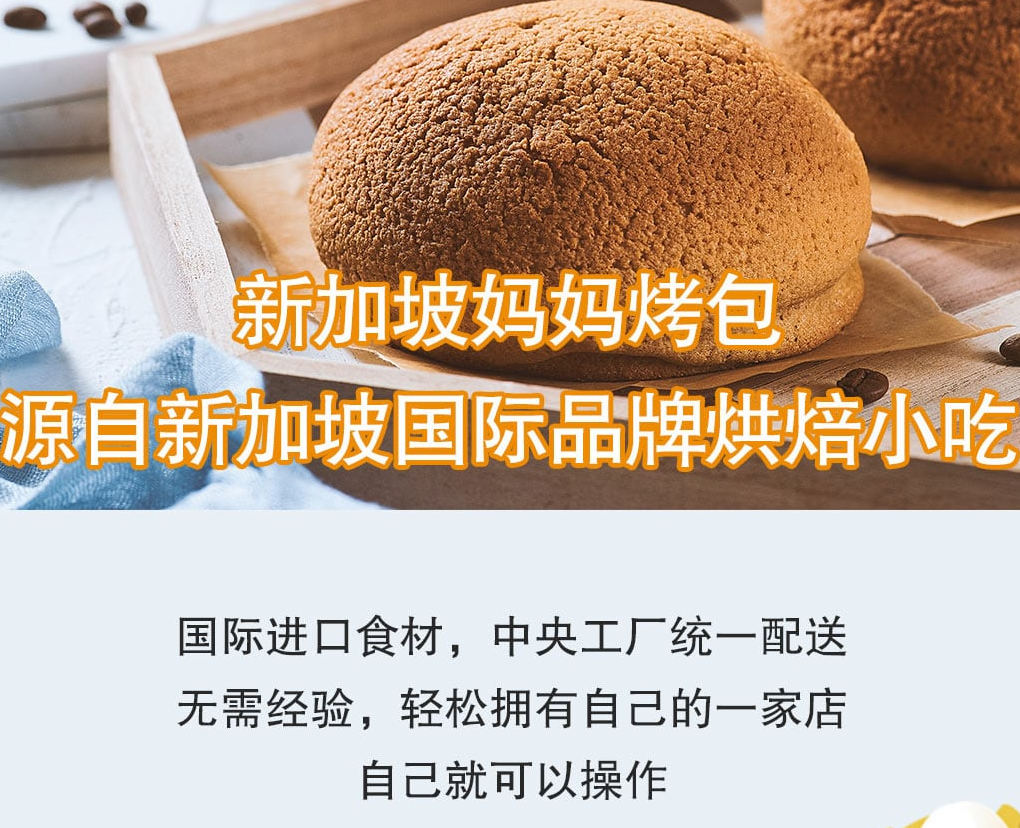 新加坡妈妈烤包
源自新加坡国际品牌烘焙小吃
国际进口食材，中央工厂统一配送
无需经验，轻松拥有自己的一家店
自己就可以操作